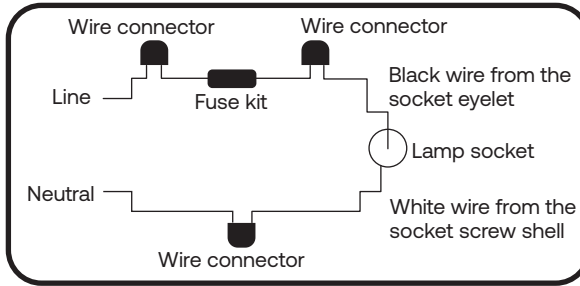 Wire connector
Wire connector
Line
Fuse kit
Black wire from the
socket eyelet
Lamp socket
Neutral
White wire from the
socket screw shell
Wire connector